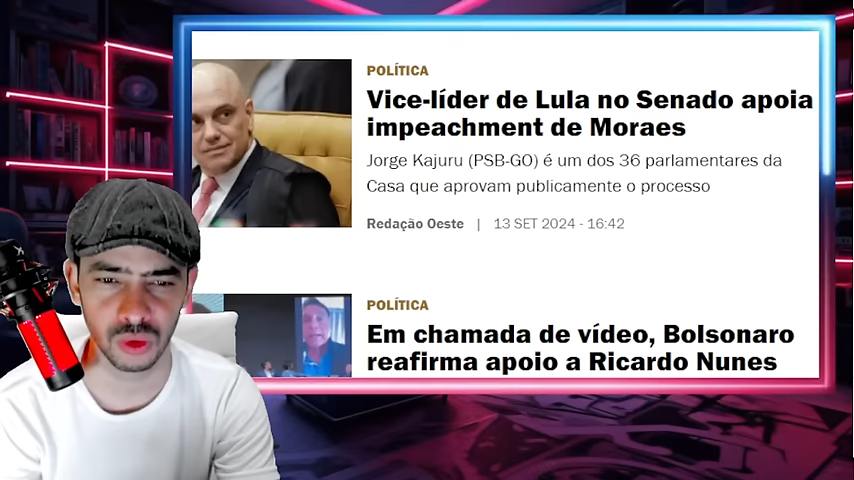 POLÍTICA
Vice-líder de Lula no Senado apoia
impeachment de Moraes
Jorge Kajuru (PSB-GO) é um dos 36 parlamentares da
Casa que aprovam publicamente o processo
Redação Oeste | 13 SET 2024 - 16:42
POLÍTICA
Em chamada de vídeo, Bolsonaro
reafirma apoio a Ricardo Nunes